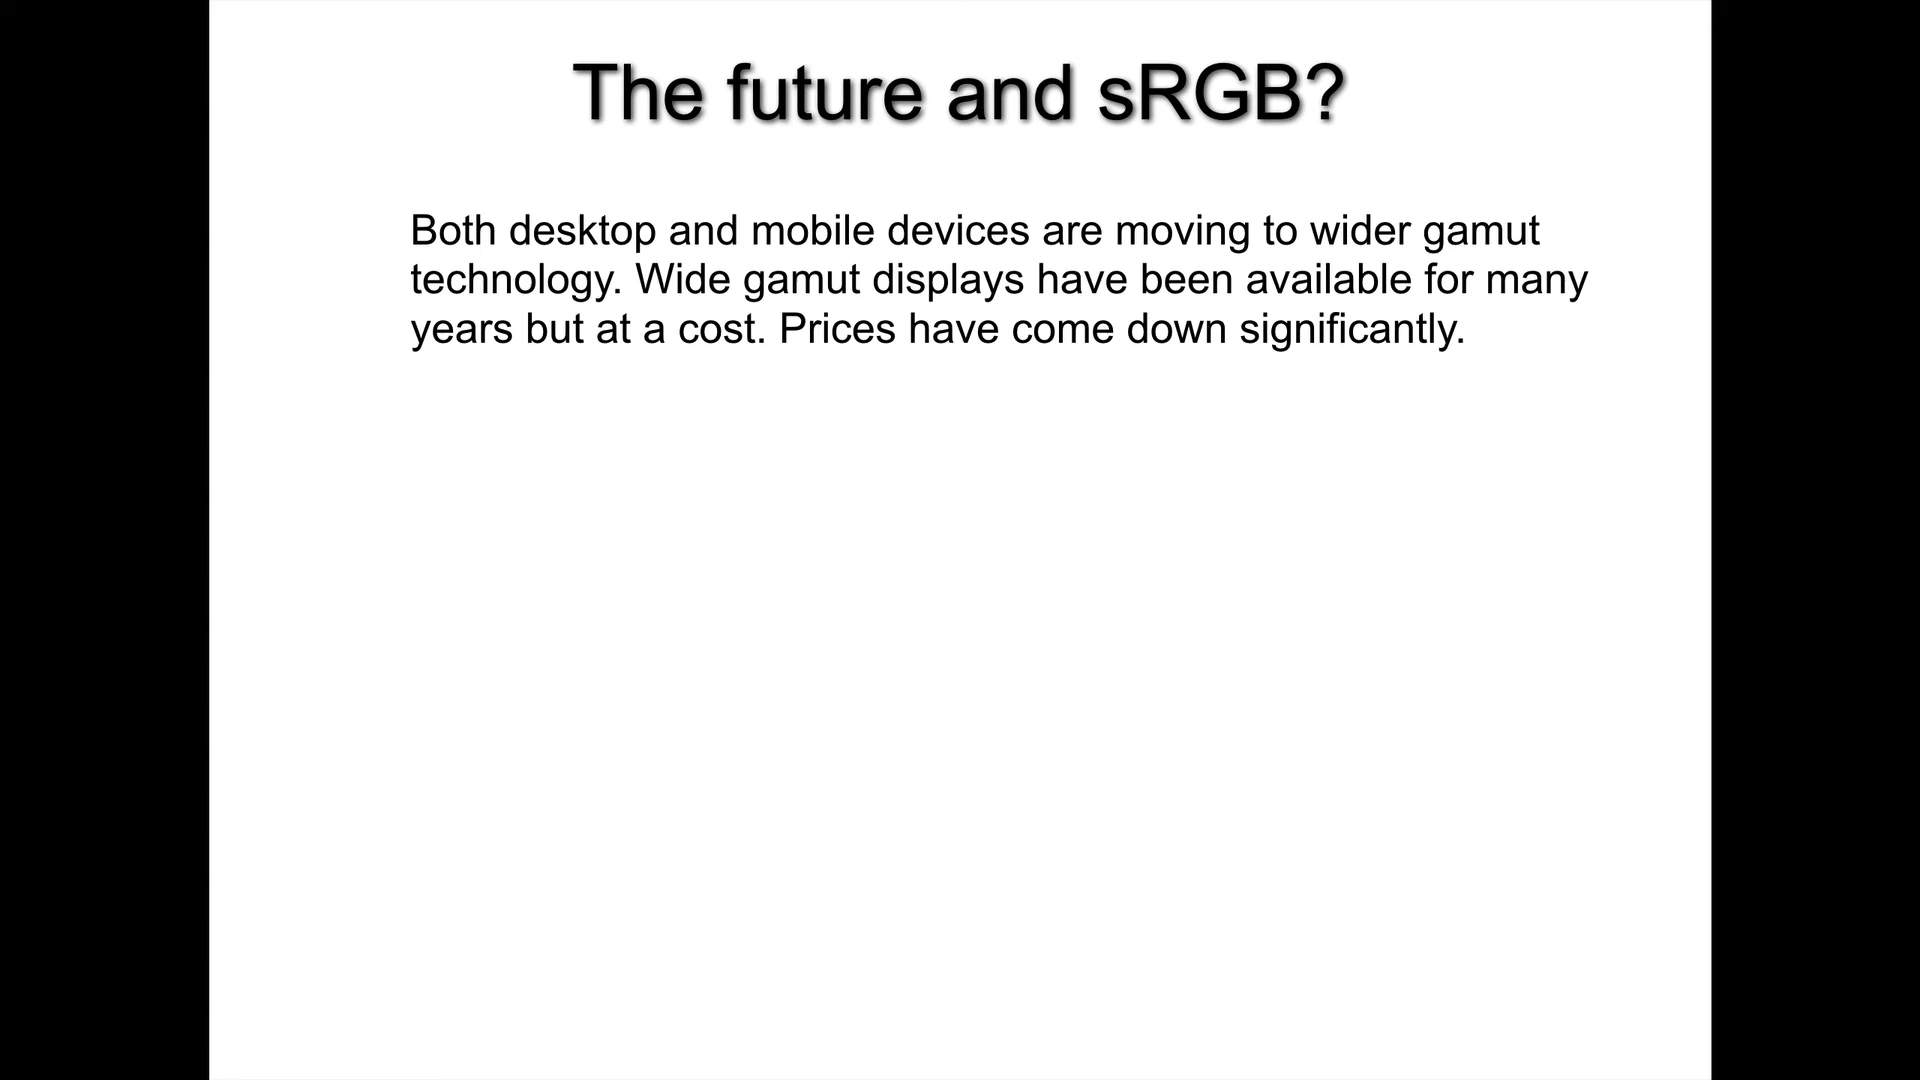 The future and sRGB?
Both desktop and mobile devices are moving to wider gamut
technology. Wide gamut displays have been available for many
years but at a cost. Prices have come down significantly.